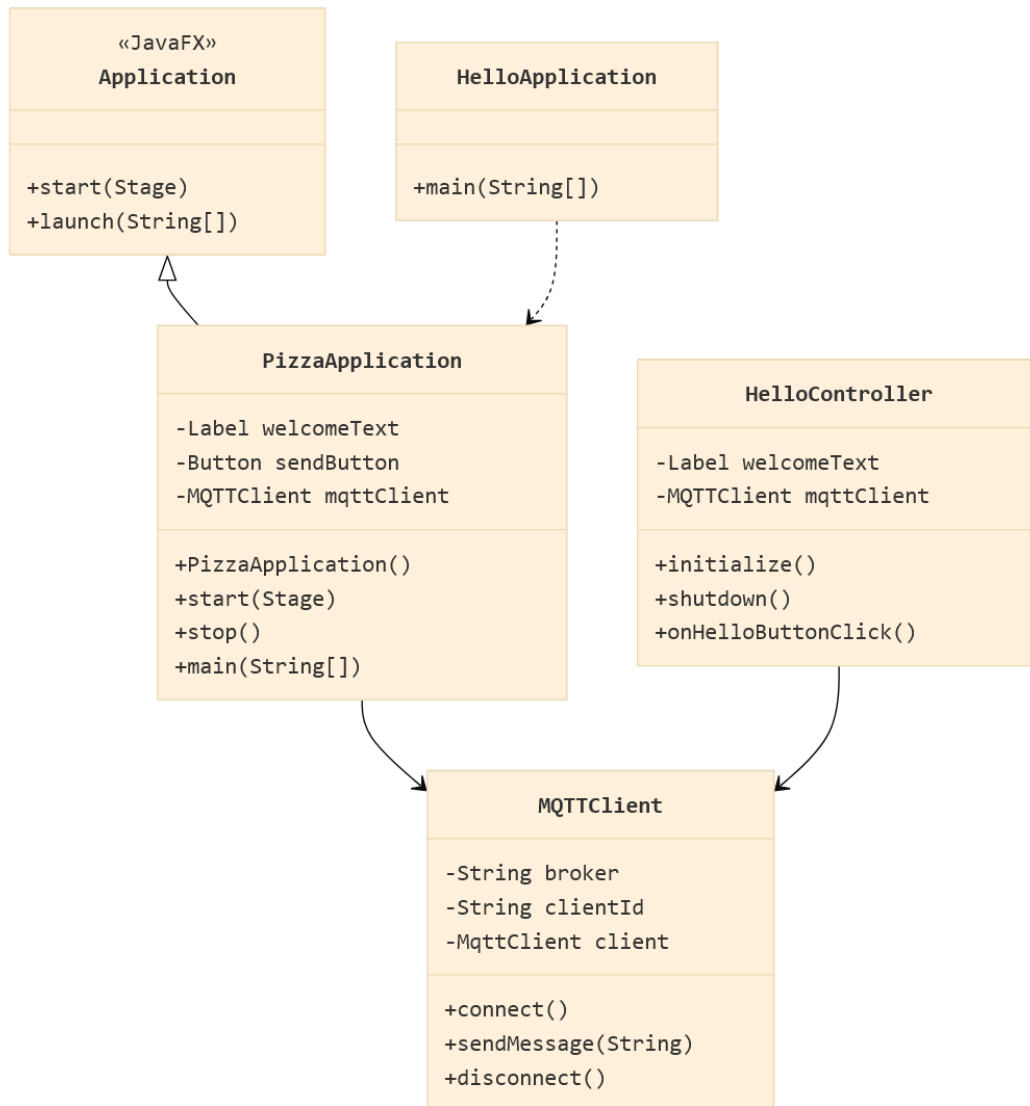 «JavaFX»
Application
+start(Stage)
+launch(String[])
HelloApplication
+main(String[])
PizzaApplication
-Label welcomeText
-Button sendButton
-MQTTClient mqttClient
+PizzaApplication()
+start(Stage)
+stop()
+main(String[])
HelloController
-Label welcomeText
-MQTTClient mqttClient
+initialize()
+shutdown()
+onHelloButtonClick()
MQTTClient
-String broker
-String clientId
-MqttClient client
+connect()
+sendMessage(String)
+disconnect()